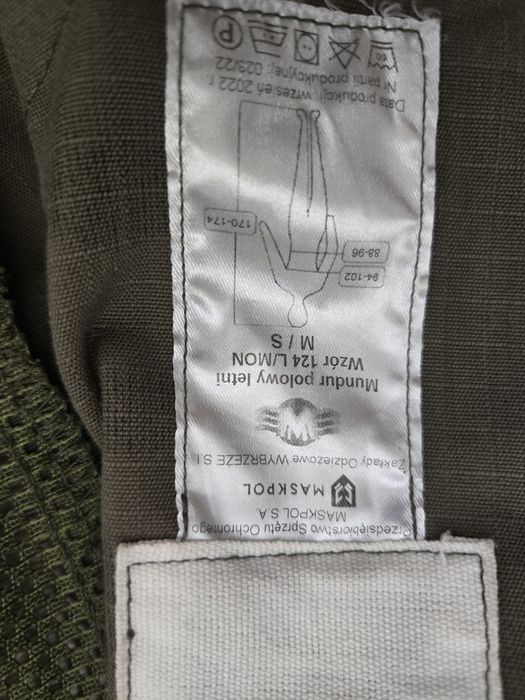 Przedsiębiorstwo Sprzętu Ochronnego
MASKPOL S.A.
MASKPOL
Zakłady Odzieżowe WYBRZEŻE S.J.
M
Mundur polowy letni
Wzór 124 L/MON
M / S
94-102
88-96
170-174
Data produkcji: wrzesień 2022 r.
Nr partii produkcyjnej: 023/22
P